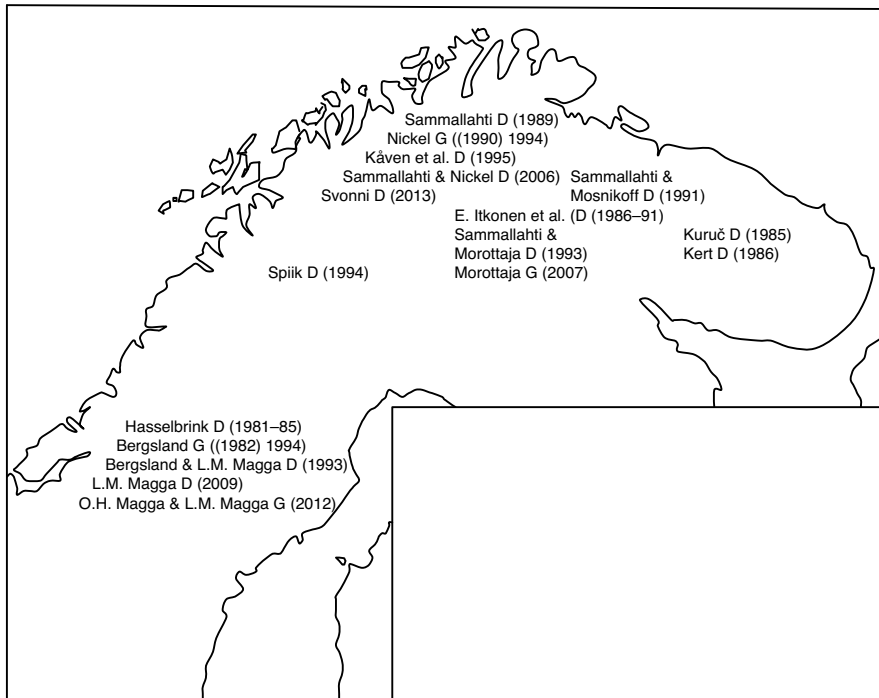 Sammallahti D (1989)
Nickel G ((1990) 1994)
Kåven et al. D (1995)
Sammallahti & Nickel D (2006)
Svonni D (2013)
Sammallahti &
Mosnikoff D (1991)
E. Itkonen et al. (D (1986–91)
Sammallahti &
Morottaja D (1993)
Morottaja G (2007)
Kuruč D (1985)
Kert D (1986)
Spiik D (1994)
Hasselbrink D (1981–85)
Bergsland G ((1982) 1994)
Bergsland & L.M. Magga D (1993)
L.M. Magga D (2009)
O.H. Magga & L.M. Magga G (2012)